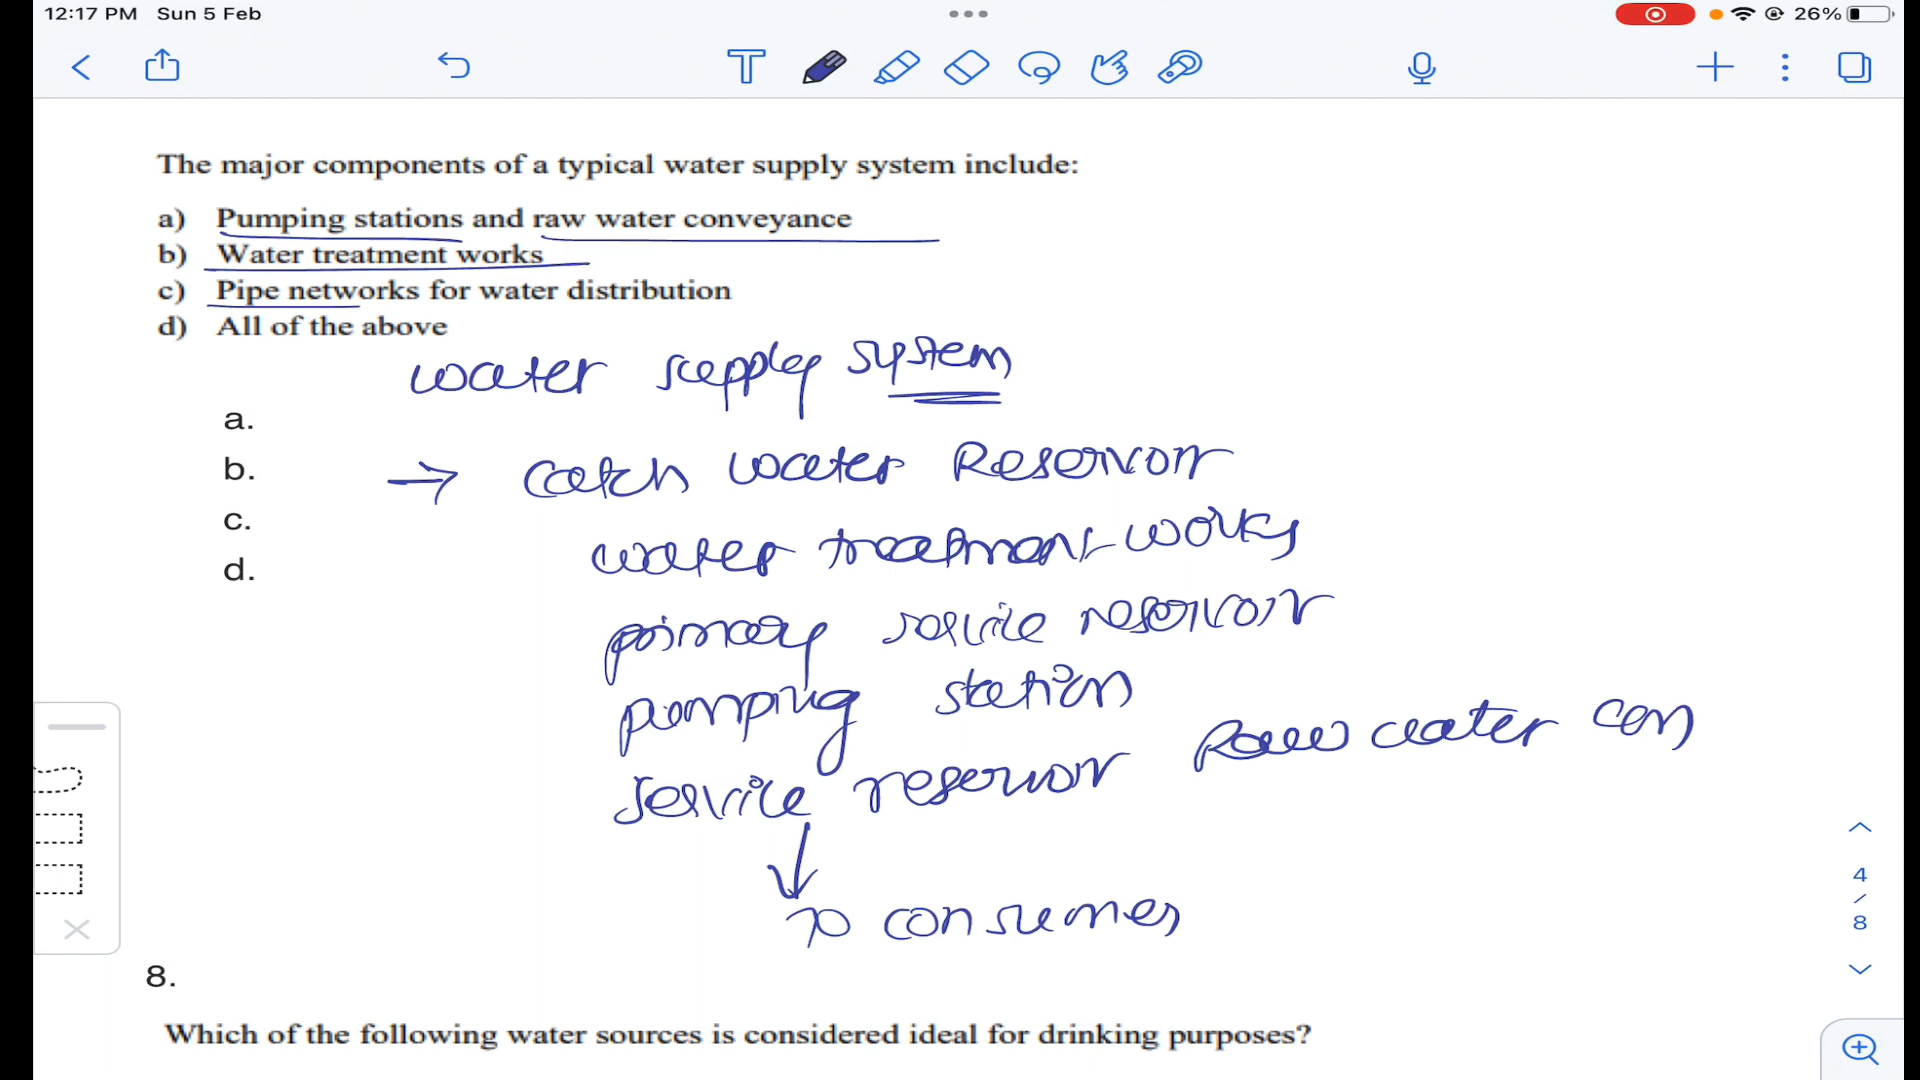 12:17 PM Sun 5 Feb
26%
T
The major components of a typical water supply system include:
a) Pumping stations and raw water conveyance
b) Water treatment works
c) Pipe networks for water distribution
d) All of the above
water supply system
a.
b.
→ Catch water Reservoir
c.
water treatment works
d.
primary service reservoir
pumping station
Raw water con
service reservoir
4
/
8
to consumes
8.
Which of the following water sources is considered ideal for drinking purposes?